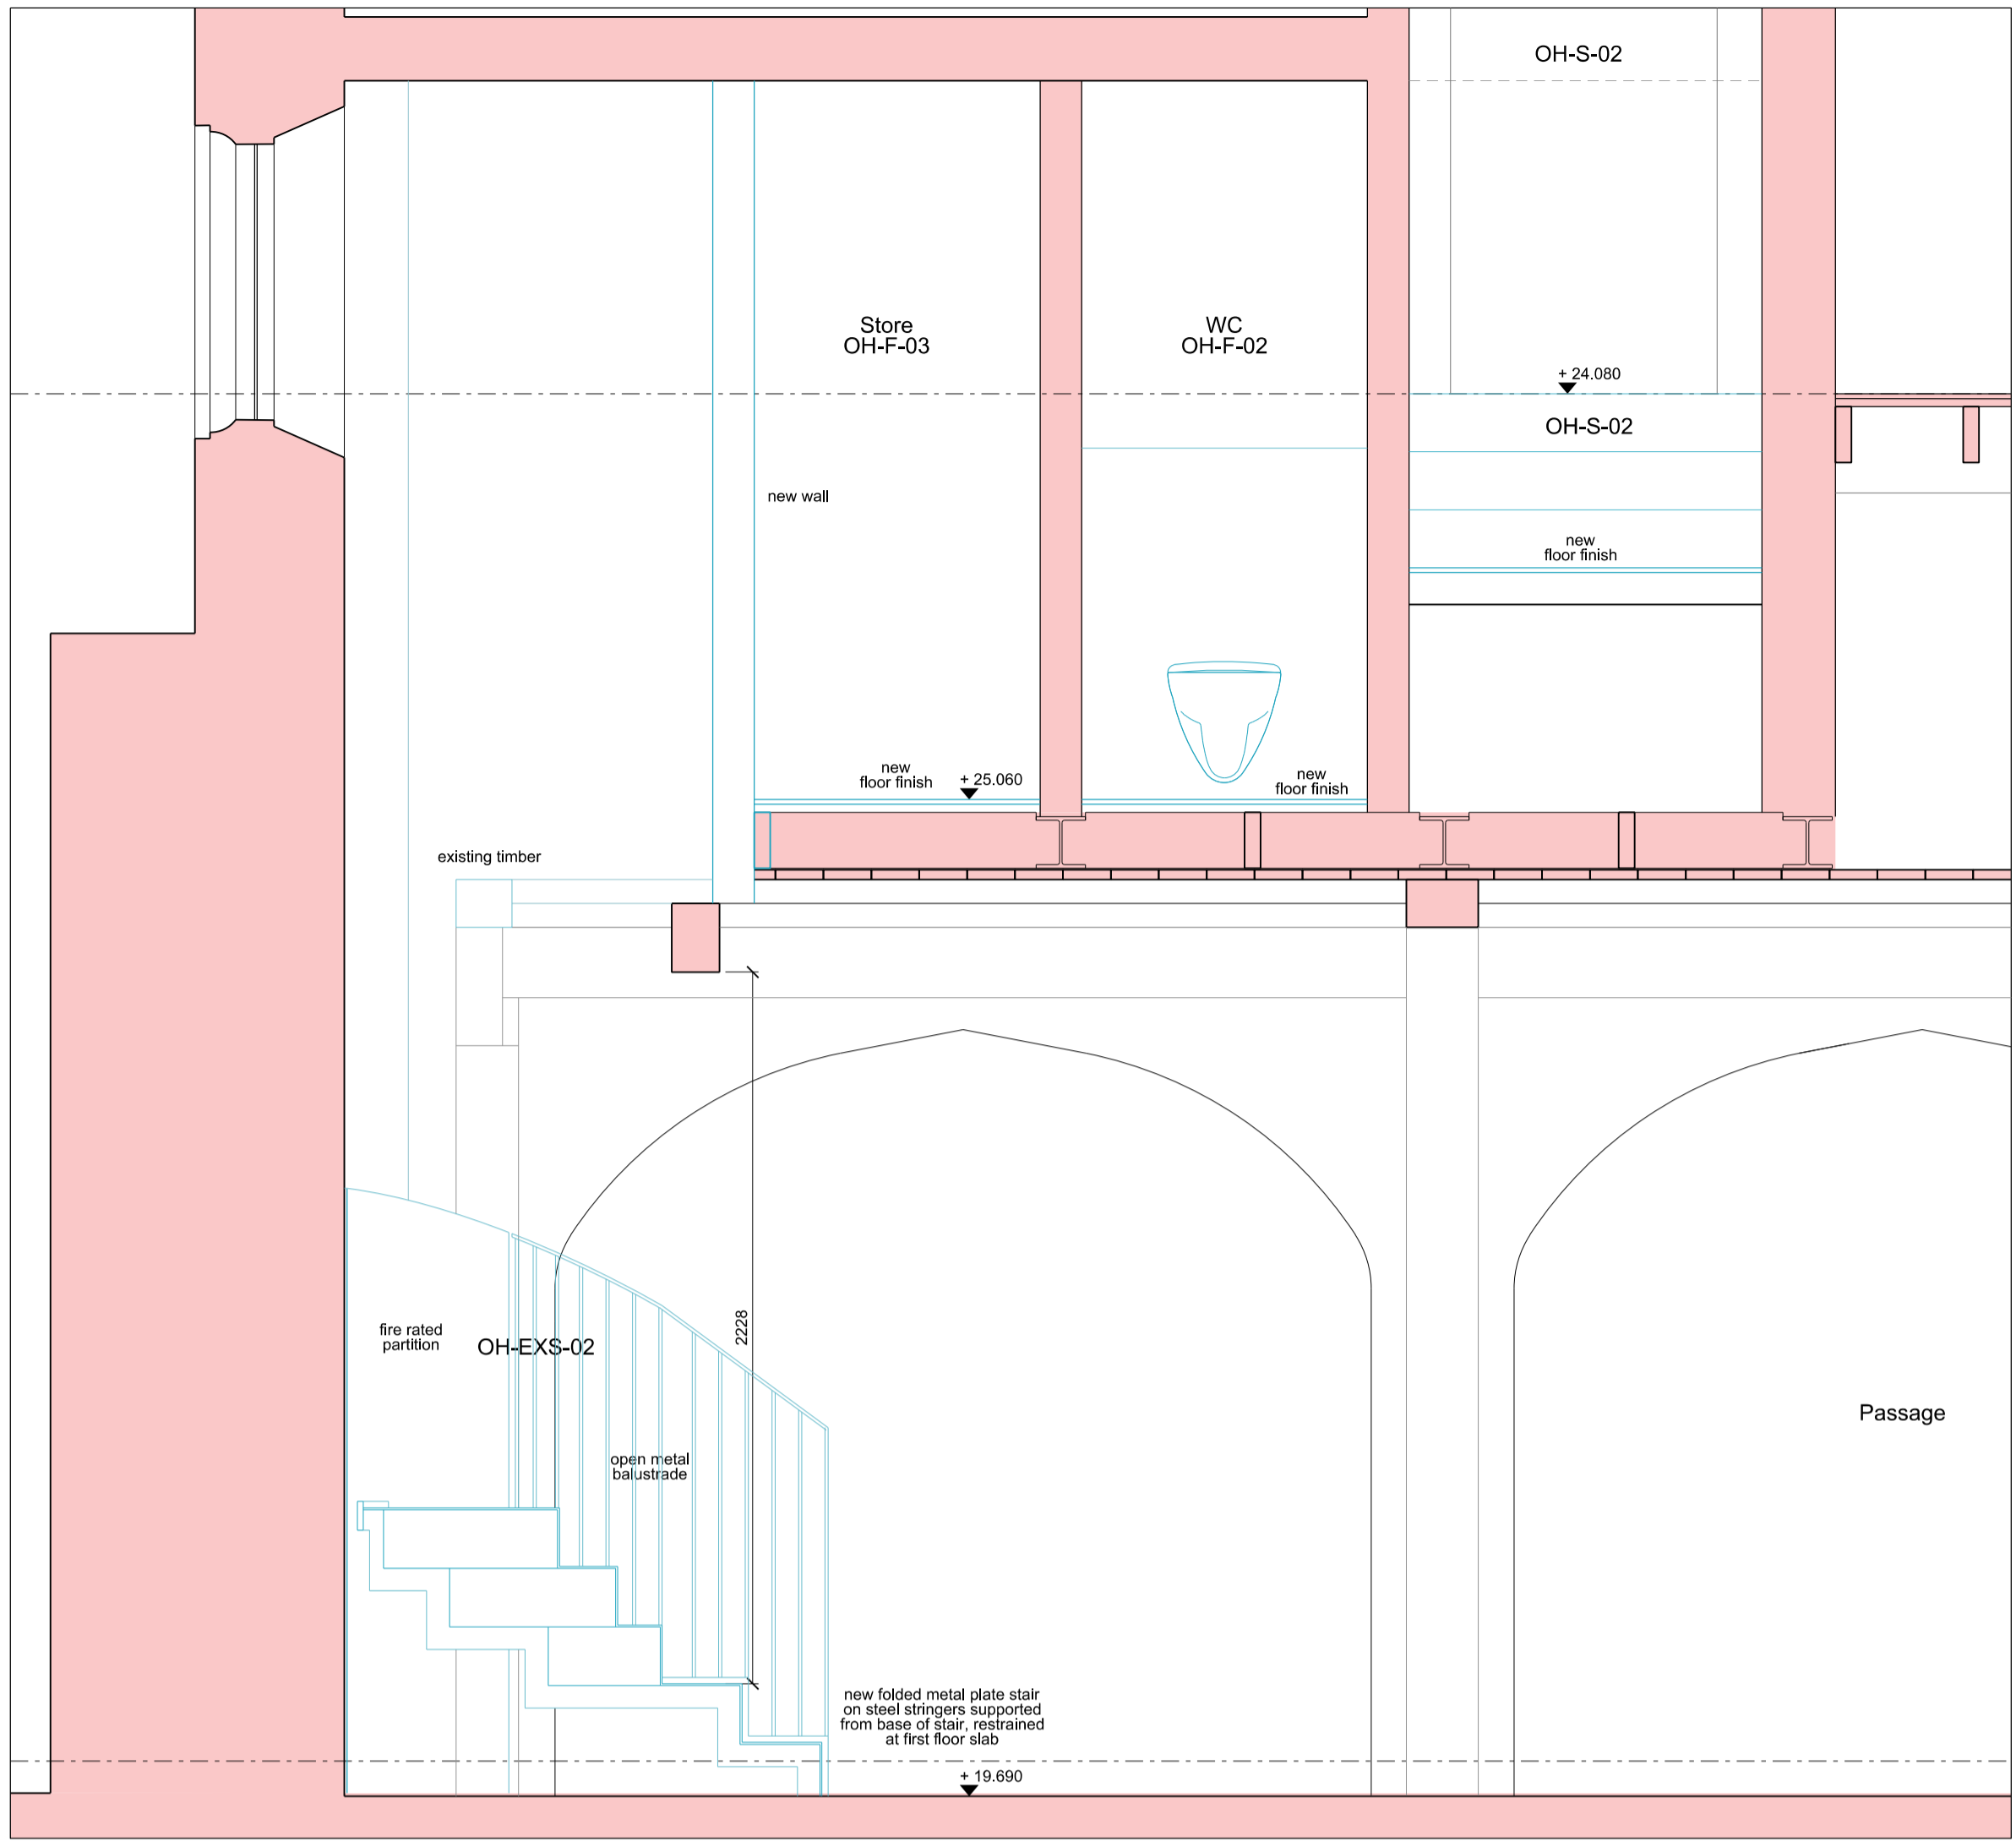 OH-S-02
Store
OH-F-03
WC
OH-F-02
+ 24.080
OH-S-02
new wall
new
floor finish
new
floor finish
+ 25.060
new
floor finish
existing timber
2228
fire rated
partition
OH-EXS-02
Passage
open metal
balustrade
new folded metal plate stair
on steel stringers supported
from base of stair, restrained
at first floor slab
+ 19.690